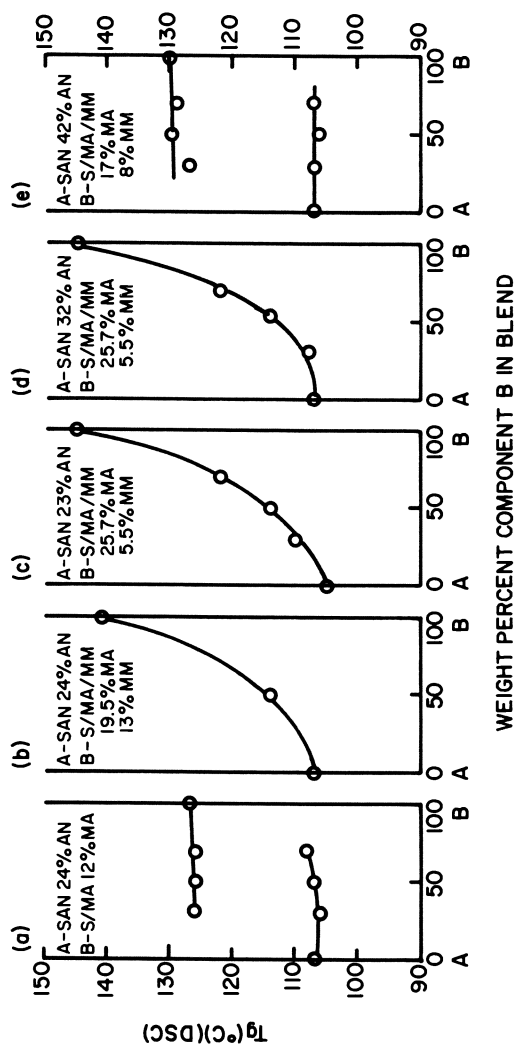 (a)
A-SAN 24%AN
B-S/MA 12%MA
(b)
A-SAN 24%AN
B-S/MA/MM
19.5%MA
13%MM
(c)
A-SAN 23%AN
B-S/MA/MM
25.7%MA
5.5%MM
(d)
A-SAN 32%AN
B-S/MA/MM
25.7%MA
5.5%MM
(e)
A-SAN 42%AN
B-S/MA/MM
17%MA
8%MM
Tg(°C)(DSC)
150
140
130
120
110
100
90
150
140
130
120
110
100
90
0 50 100
A B
0 50 100
A B
0 50 100
A B
0 50 100
A B
0 50 100
A B
WEIGHT PERCENT COMPONENT B IN BLEND